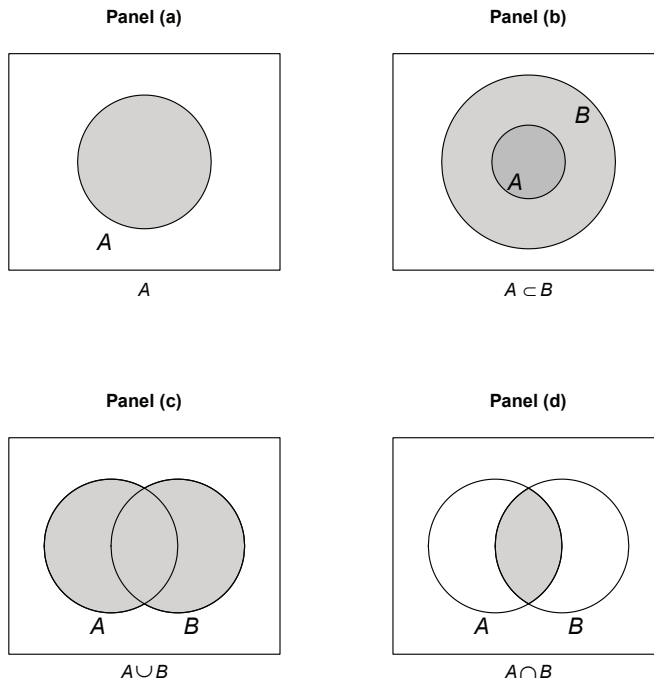 Panel (a)
A
A
Panel (b)
B
A
A ⊂ B
Panel (c)
A B
A∪B
Panel (d)
A B
A∩B